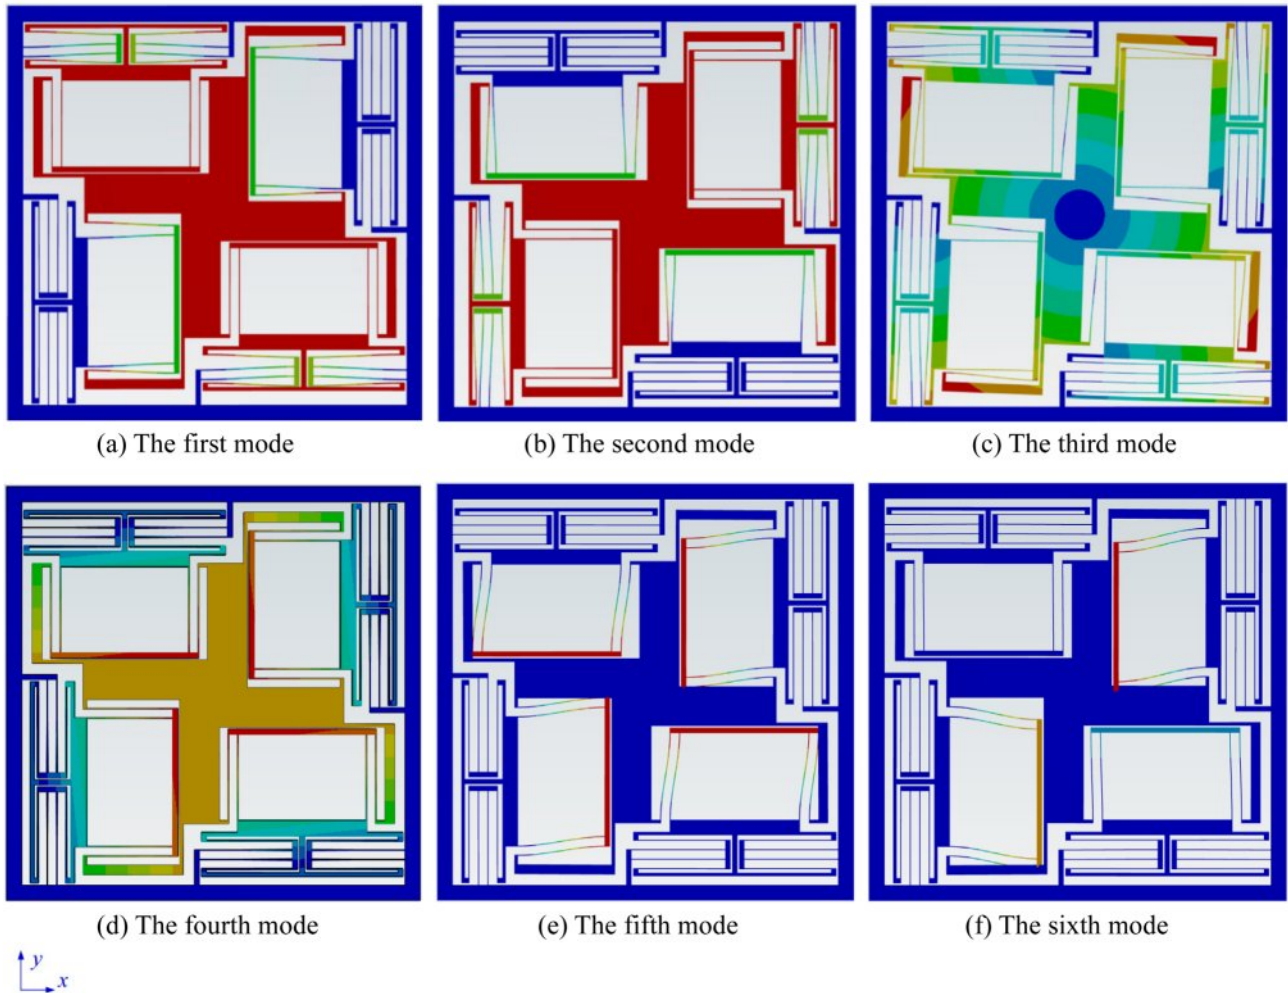 (a) The first mode
(b) The second mode
(c) The third mode
(d) The fourth mode
(e) The fifth mode
(f) The sixth mode
y
x